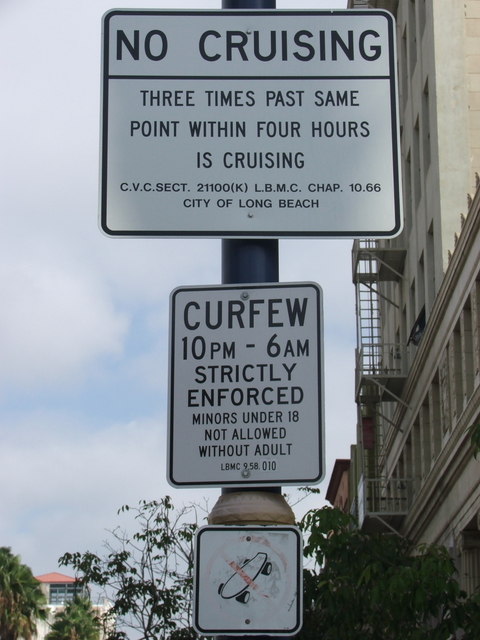 NO CRUISING
THREE TIMES PAST SAME
POINT WITHIN FOUR HOURS
IS CRUISING
C.V.C.SECT. 21100(K) L.B.M.C. CHAP. 10.66
CITY OF LONG BEACH
CURFEW
10PM - 6AM
STRICTLY
ENFORCED
MINORS UNDER 18
NOT ALLOWED
WITHOUT ADULT
LBMC 9.58.010